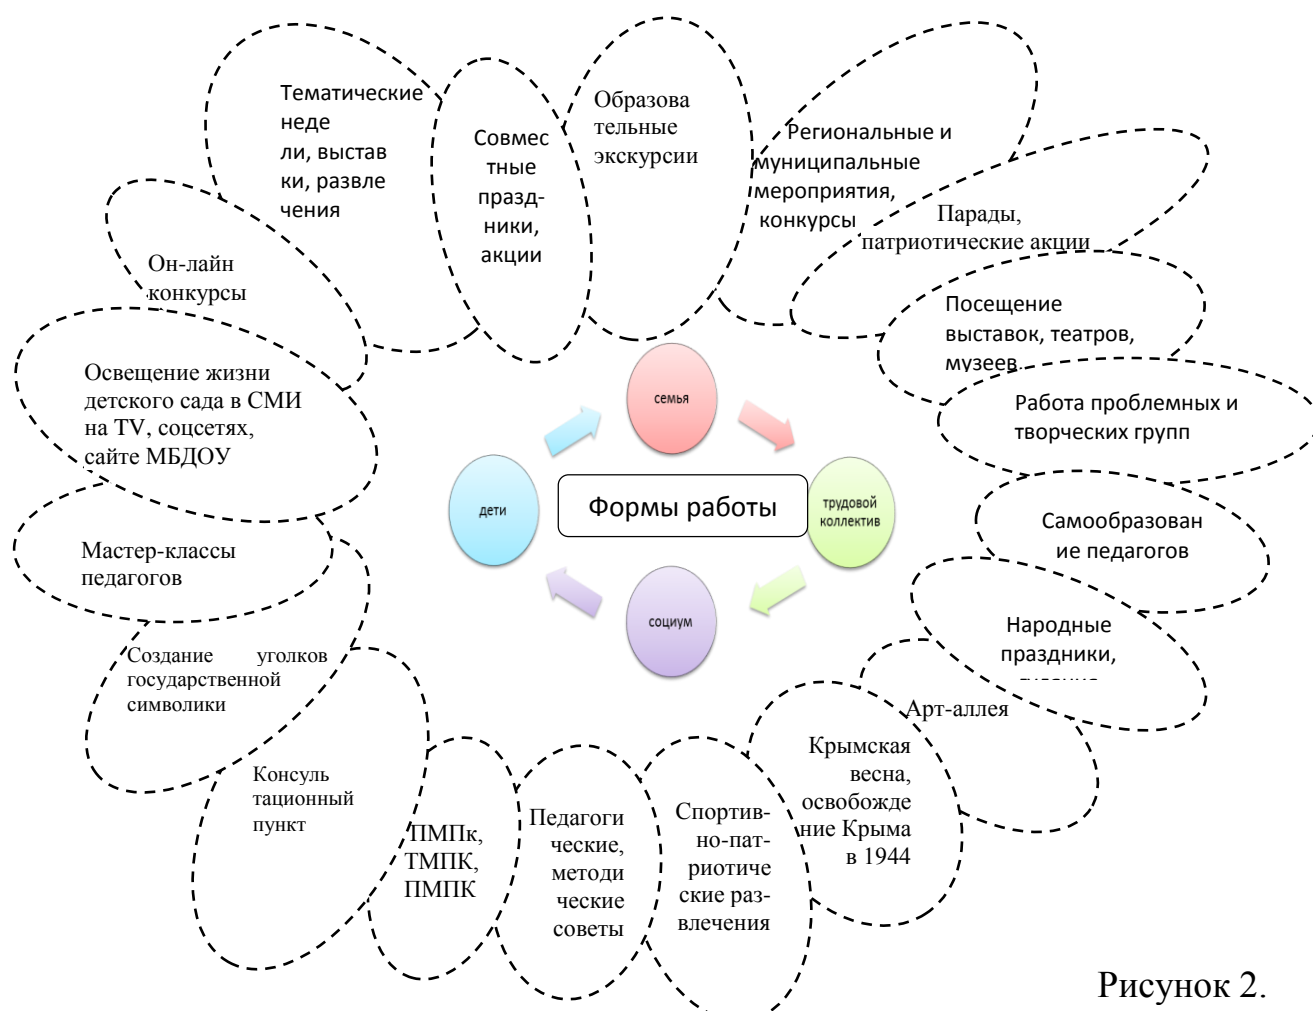 Тематические
неде
ли, выстав
ки, развле
чения
Совмес
тные
празд-
ники,
акции
Образова
тельные
экскурсии
Региональные и
муниципальные
мероприятия,
конкурсы
Парады,
патриотические акции
Посещение
выставок, театров,
музеев.
Работа проблемных и
творческих групп
Самообразован
ие педагогов
Народные
праздники,
Арт-аллея
Крымская
весна,
освобожде
ние Крыма
в 1944
Спортив-
но-пат-
риотиче
ские раз-
влечения
Педагоги
ческие,
методи
ческие
советы
ПМПк,
ТМПК,
ПМПК
Консуль
тационный
пункт
Создание уголков
государственной
символики
Мастер-классы
педагогов
Освещение жизни
детского сада в СМИ
на TV, соцсетях,
сайте МБДОУ
Он-лайн
конкурсы
семья
трудовой
коллектив
социум
дети
Формы работы
Рисунок 2.